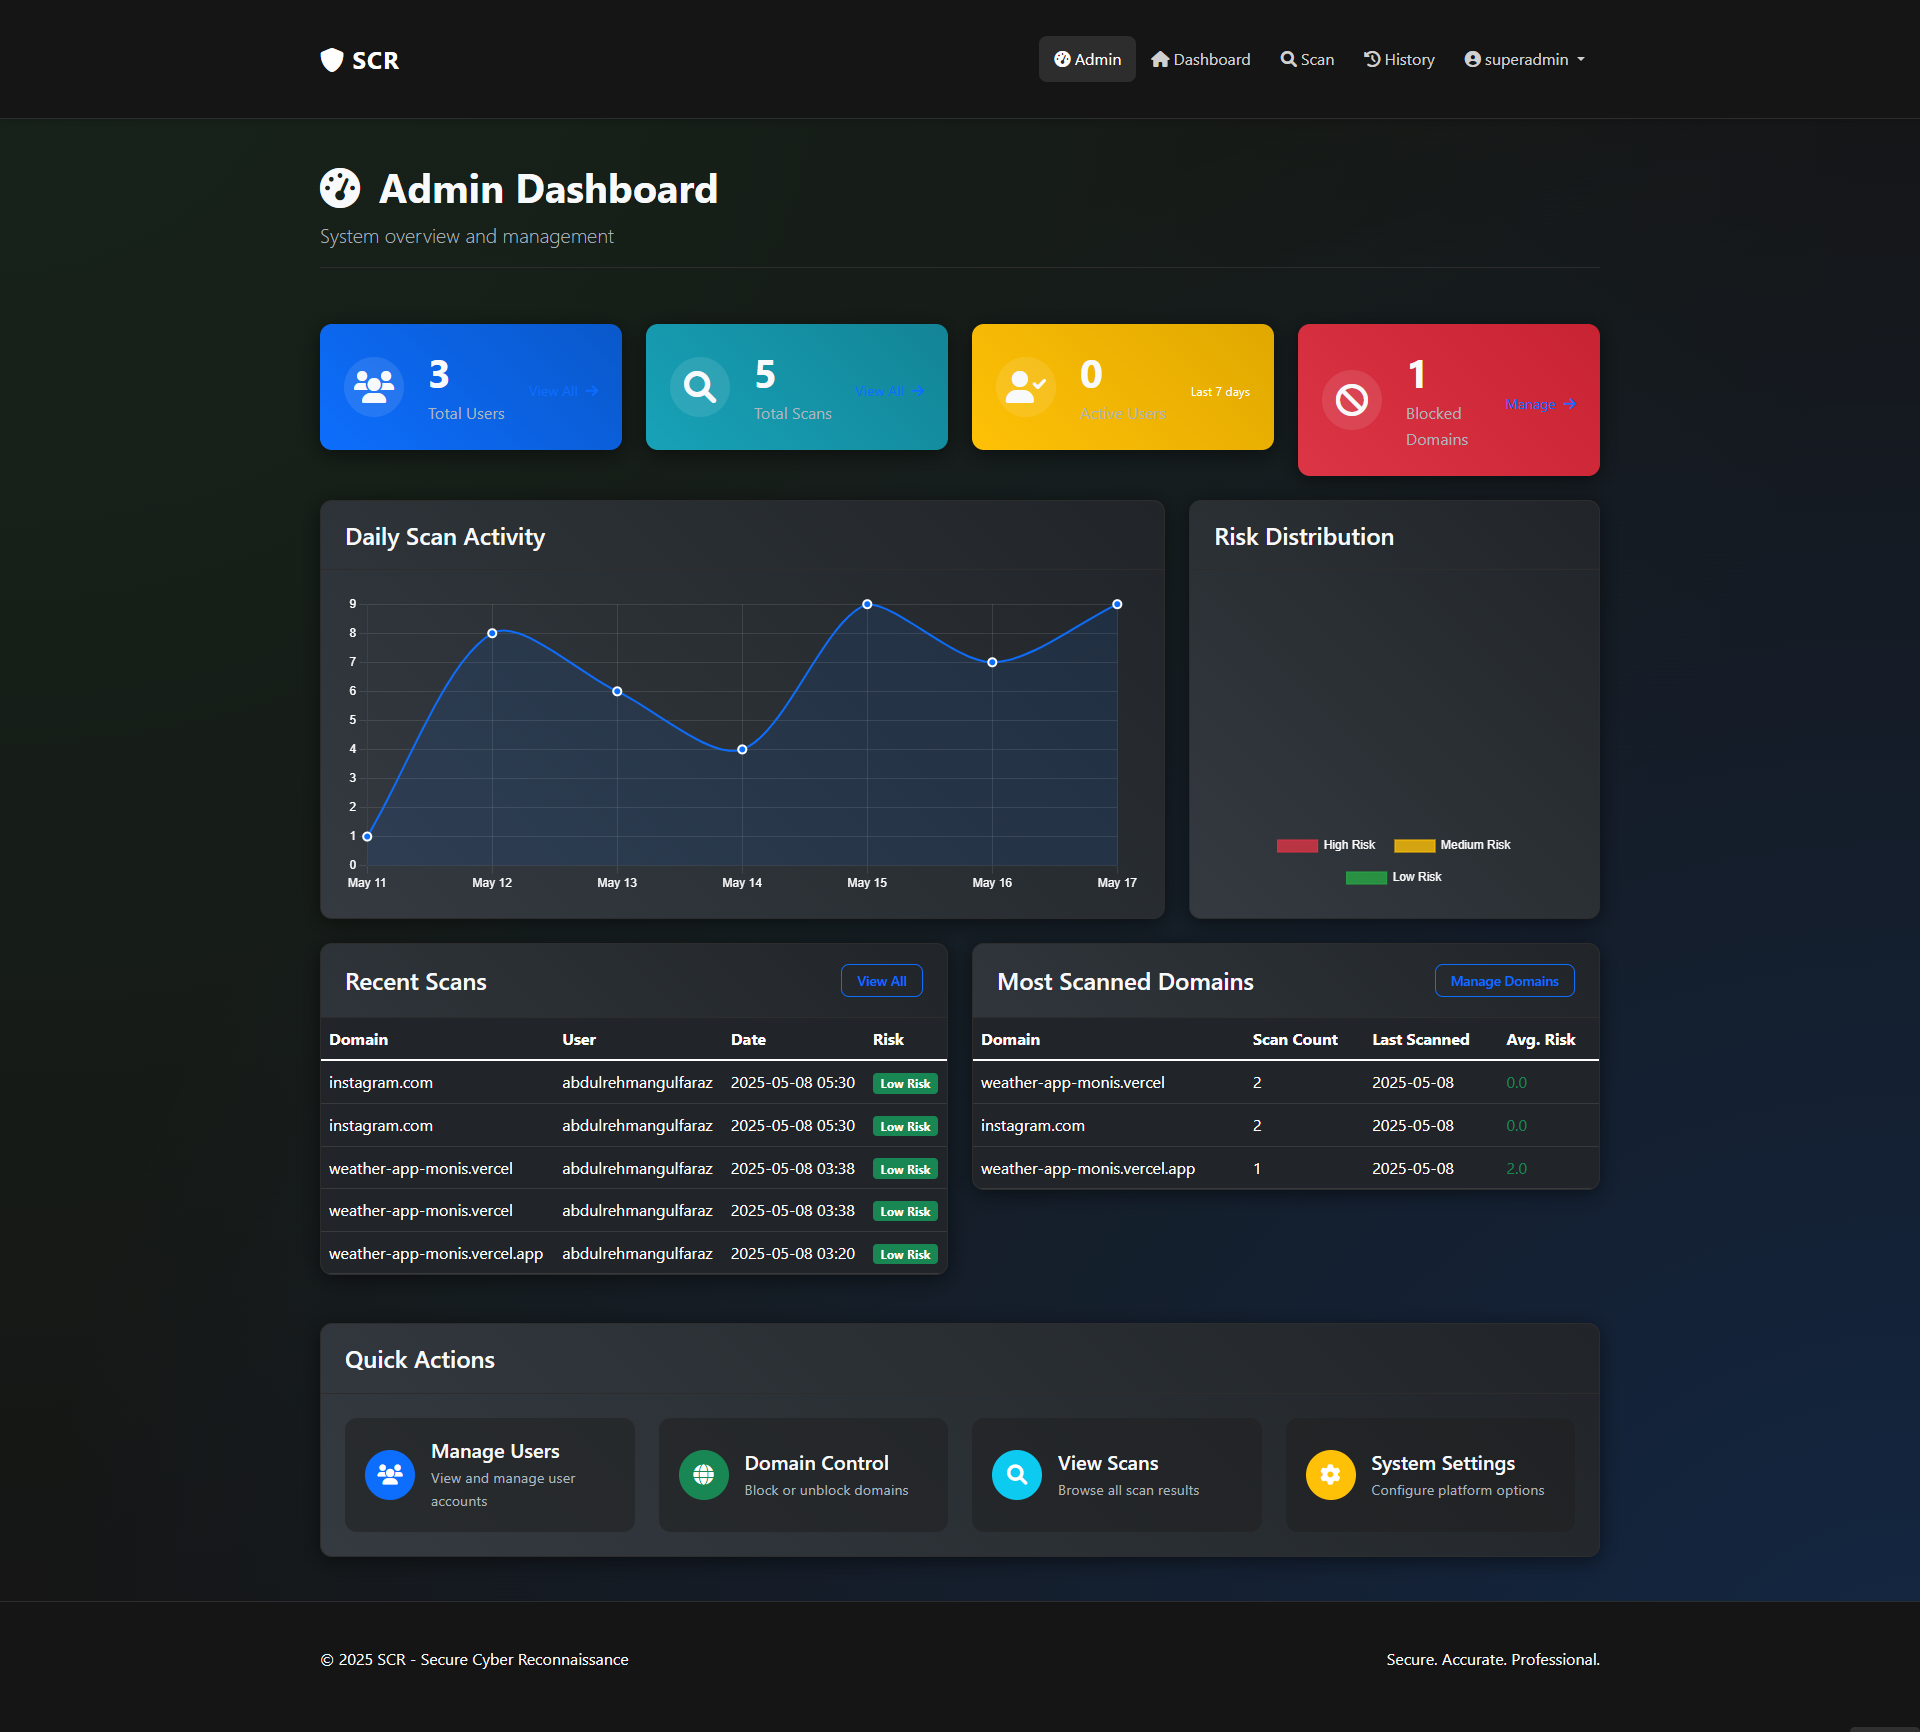 SCR
Admin
Dashboard
Scan
History
superadmin
Admin Dashboard
System overview and management
3
Total Users
View All
5
Total Scans
View All
0
Active Users
Last 7 days
1
Blocked
Domains
Manage
Daily Scan Activity
9
8
7
6
5
4
3
2
1
0
May 11 May 12 May 13 May 14 May 15 May 16 May 17
Risk Distribution
High Risk Medium Risk
Low Risk
Recent Scans
View All
Domain User Date Risk
instagram.com abdulrehmangulfaraz 2025-05-08 05:30 Low Risk
instagram.com abdulrehmangulfaraz 2025-05-08 05:30 Low Risk
weather-app-monis.vercel abdulrehmangulfaraz 2025-05-08 03:38 Low Risk
weather-app-monis.vercel abdulrehmangulfaraz 2025-05-08 03:38 Low Risk
weather-app-monis.vercel.app abdulrehmangulfaraz 2025-05-08 03:20 Low Risk
Most Scanned Domains
Manage Domains
Domain Scan Count Last Scanned Avg. Risk
weather-app-monis.vercel 2 2025-05-08 0.0
instagram.com 2 2025-05-08 0.0
weather-app-monis.vercel.app 1 2025-05-08 2.0
Quick Actions
Manage Users
View and manage user
accounts
Domain Control
Block or unblock domains
View Scans
Browse all scan results
System Settings
Configure platform options
© 2025 SCR - Secure Cyber Reconnaissance
Secure. Accurate. Professional.